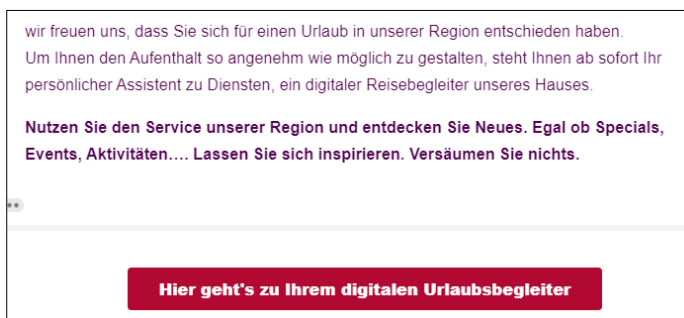 wir freuen uns, dass Sie sich für einen Urlaub in unserer Region entschieden haben.
Um Ihnen den Aufenthalt so angenehm wie möglich zu gestalten, steht Ihnen ab sofort Ihr
persönlicher Assistent zu Diensten, ein digitaler Reisebegleiter unseres Hauses.
Nutzen Sie den Service unserer Region und entdecken Sie Neues. Egal ob Specials,
Events, Aktivitäten.... Lassen Sie sich inspirieren. Versäumen Sie nichts.
Hier geht's zu Ihrem digitalen Urlaubsbegleiter